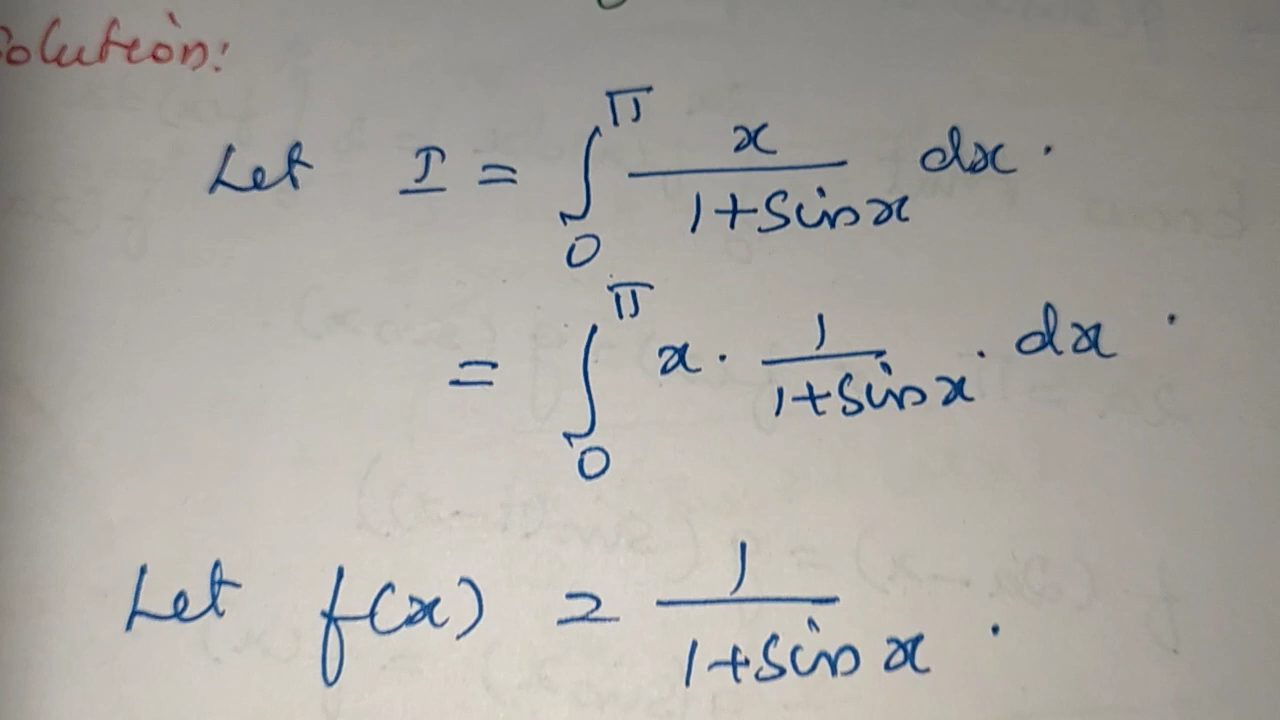 Solution:
Let I = ∫₀^π x/(1+sin x) dx.
= ∫₀^π x · 1/(1+sin x) · dx.
Let f(x) = 1/(1+sin x).